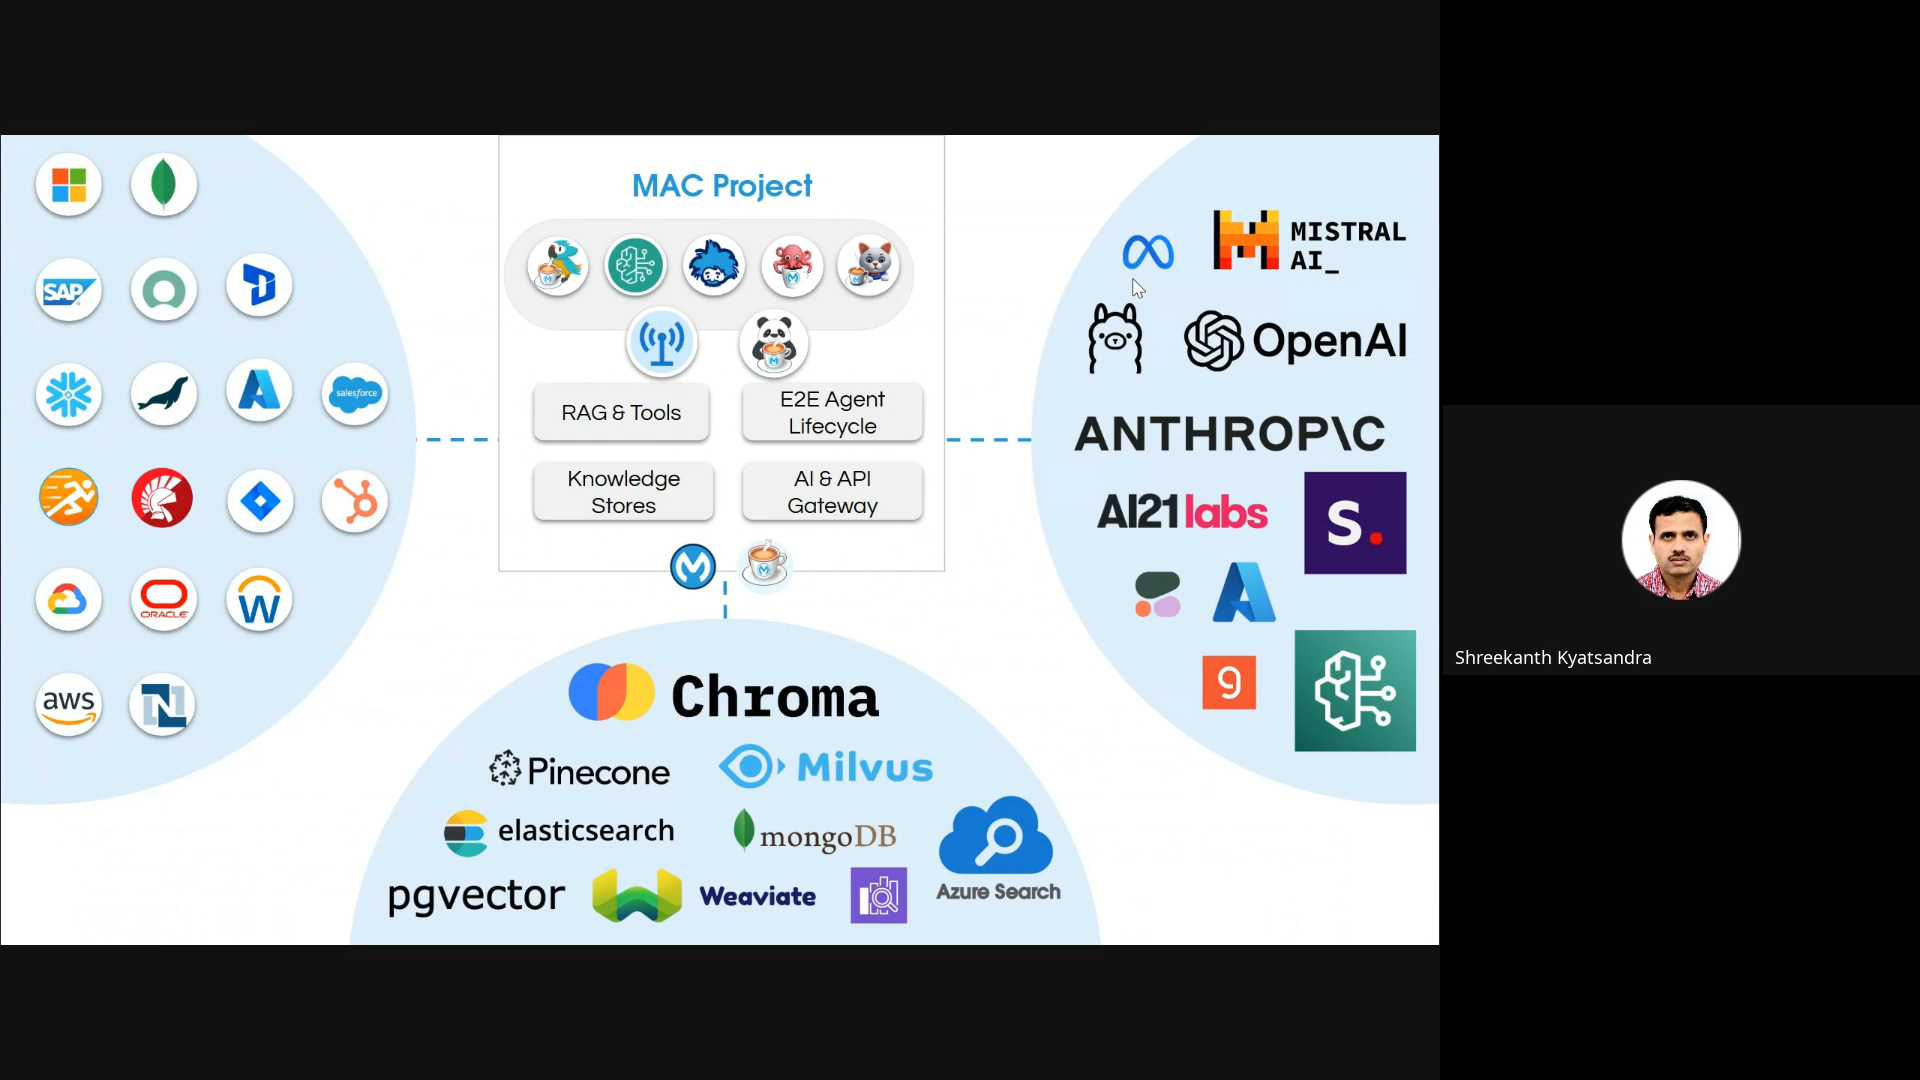 MAC Project
SAP
salesforce
ORACLE
aws
N
RAG & Tools
E2E Agent
Lifecycle
Knowledge
Stores
AI & API
Gateway
MISTRAL
AI_
OpenAI
ANTHROP\C
AI21labs
S.
g
Chroma
Pinecone
Milvus
elasticsearch
mongoDB
Azure Search
pgvector
Weaviate
Shreekanth Kyatsandra